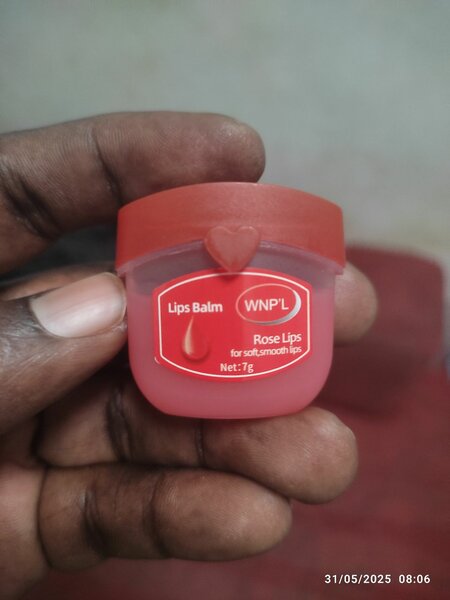 Lips Balm
WNP'L
Rose Lips
for soft,smooth lips
Net:7g
31/05/2025 08:06